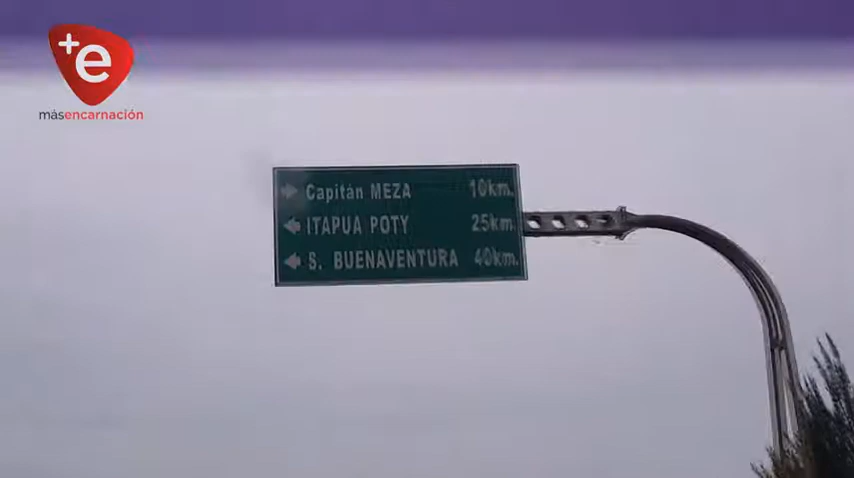 +e
másencarnación
Capitán MEZA 10km.
ITAPUA POTY 25km.
S. BUENAVENTURA 40km.